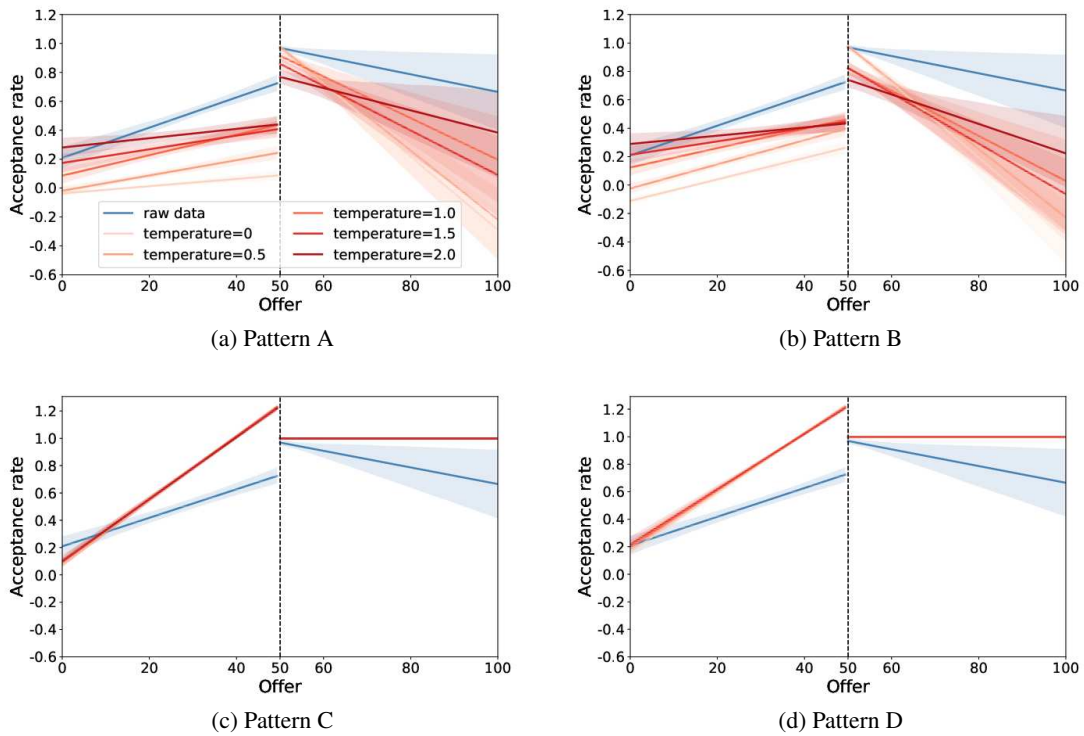 1.2
1.0
0.8
0.6
0.4
0.2
0.0
-0.2
-0.4
-0.6
Acceptance rate
raw data
temperature=0
temperature=0.5
temperature=1.0
temperature=1.5
temperature=2.0
0 20 40 50 60 80 100
Offer
(a) Pattern A
1.2
1.0
0.8
0.6
0.4
0.2
0.0
-0.2
-0.4
-0.6
Acceptance rate
0 20 40 50 60 80 100
Offer
(b) Pattern B
1.2
1.0
0.8
0.6
0.4
0.2
0.0
-0.2
-0.4
-0.6
Acceptance rate
0 20 40 50 60 80 100
Offer
(c) Pattern C
1.2
1.0
0.8
0.6
0.4
0.2
0.0
-0.2
-0.4
-0.6
Acceptance rate
0 20 40 50 60 80 100
Offer
(d) Pattern D